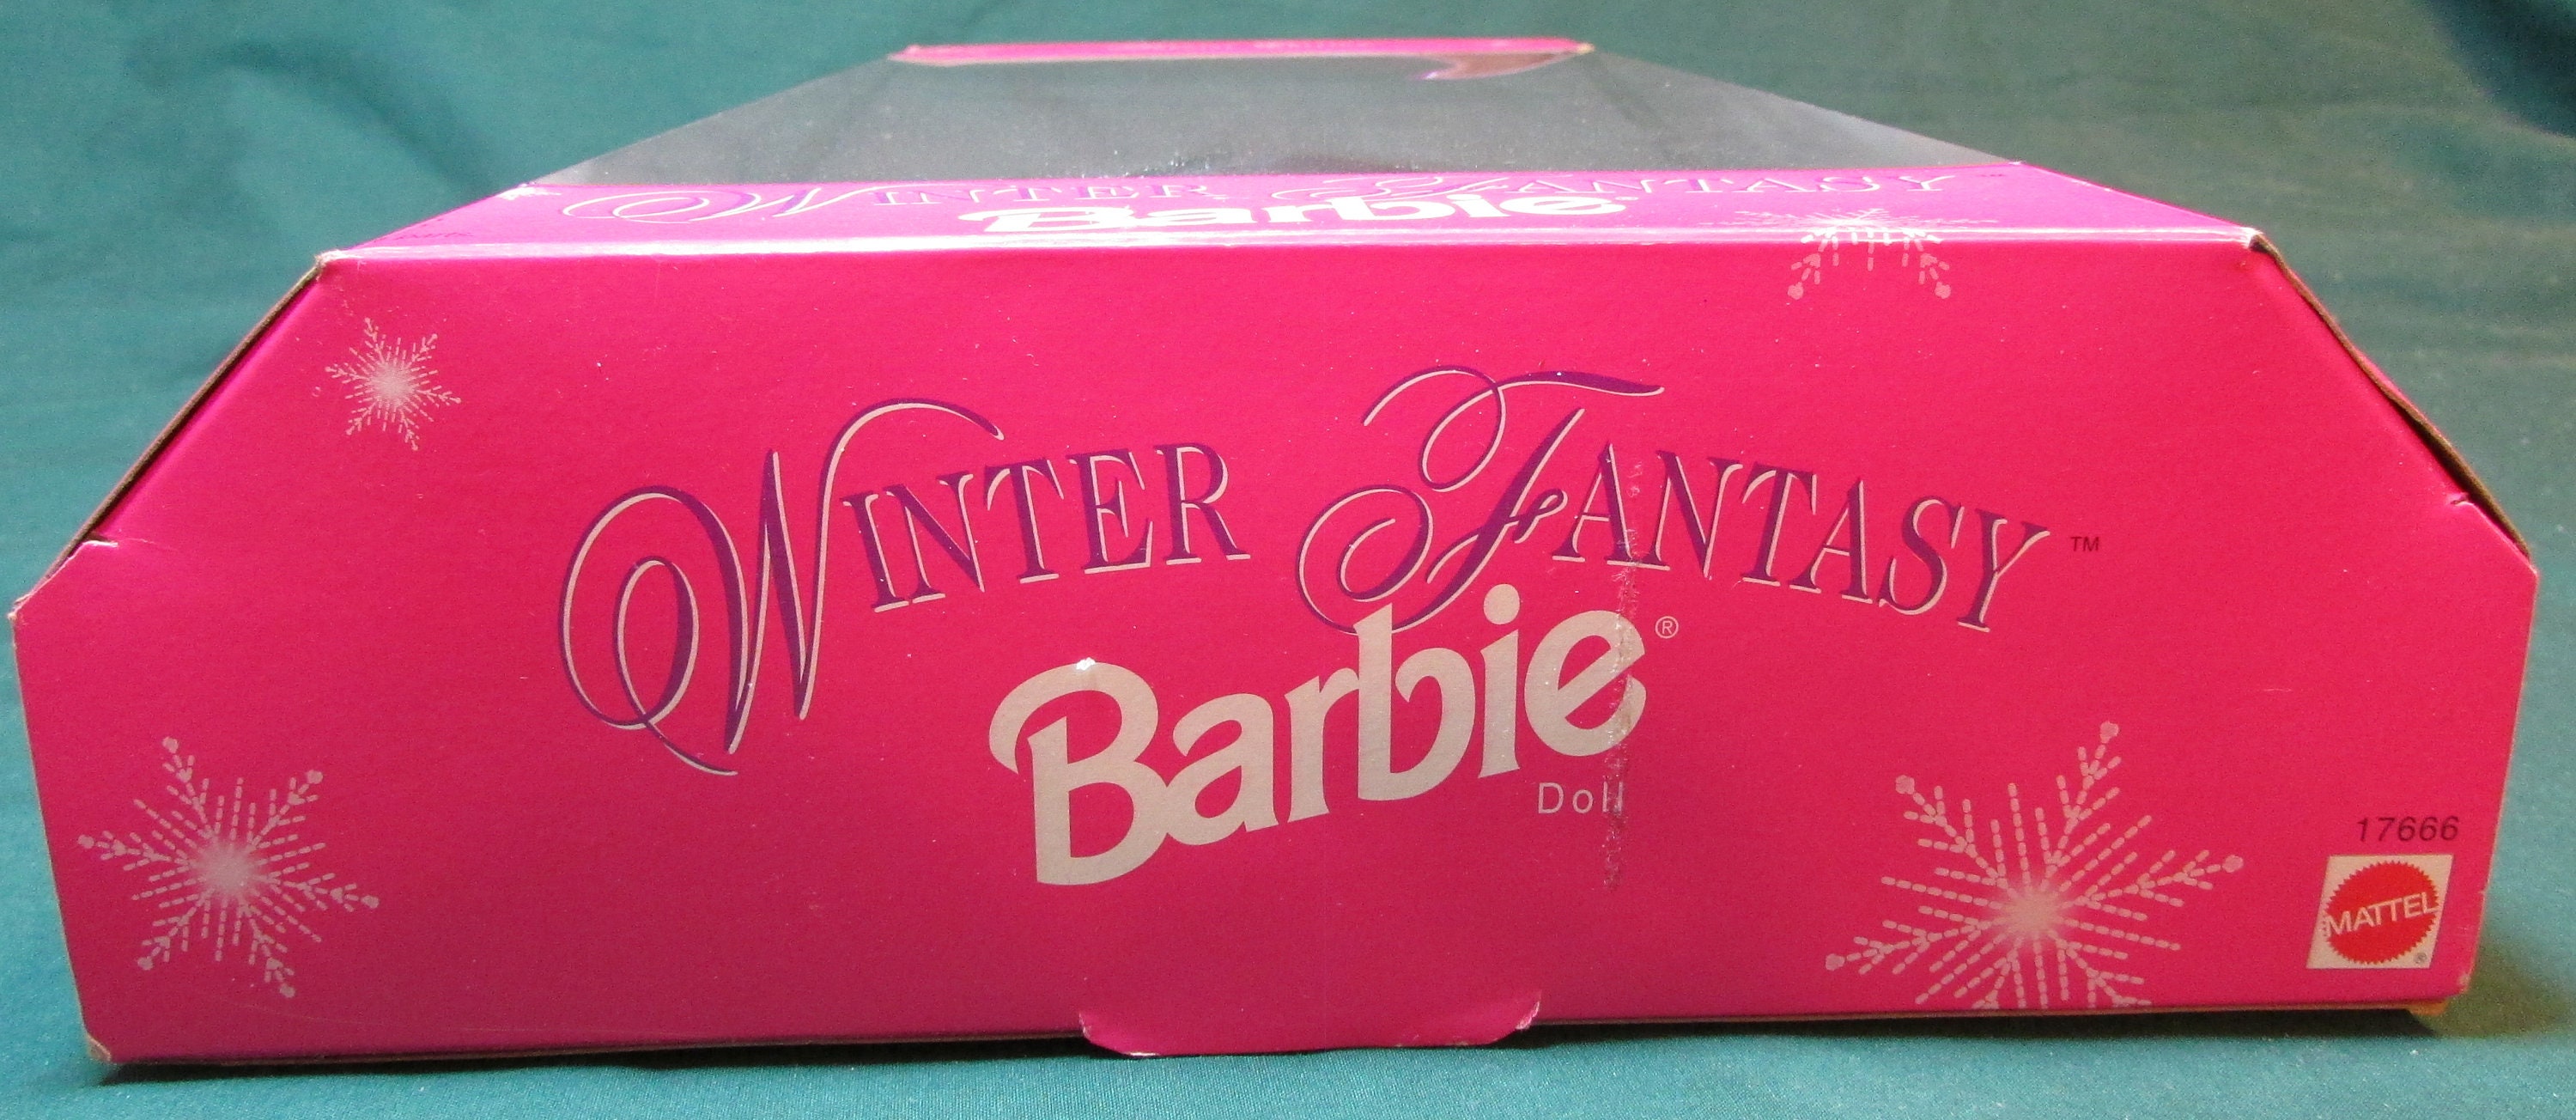 WINTER FANTASY
Barbie
WINTER FANTASY™
Barbie®
Doll
17666
MATTEL®